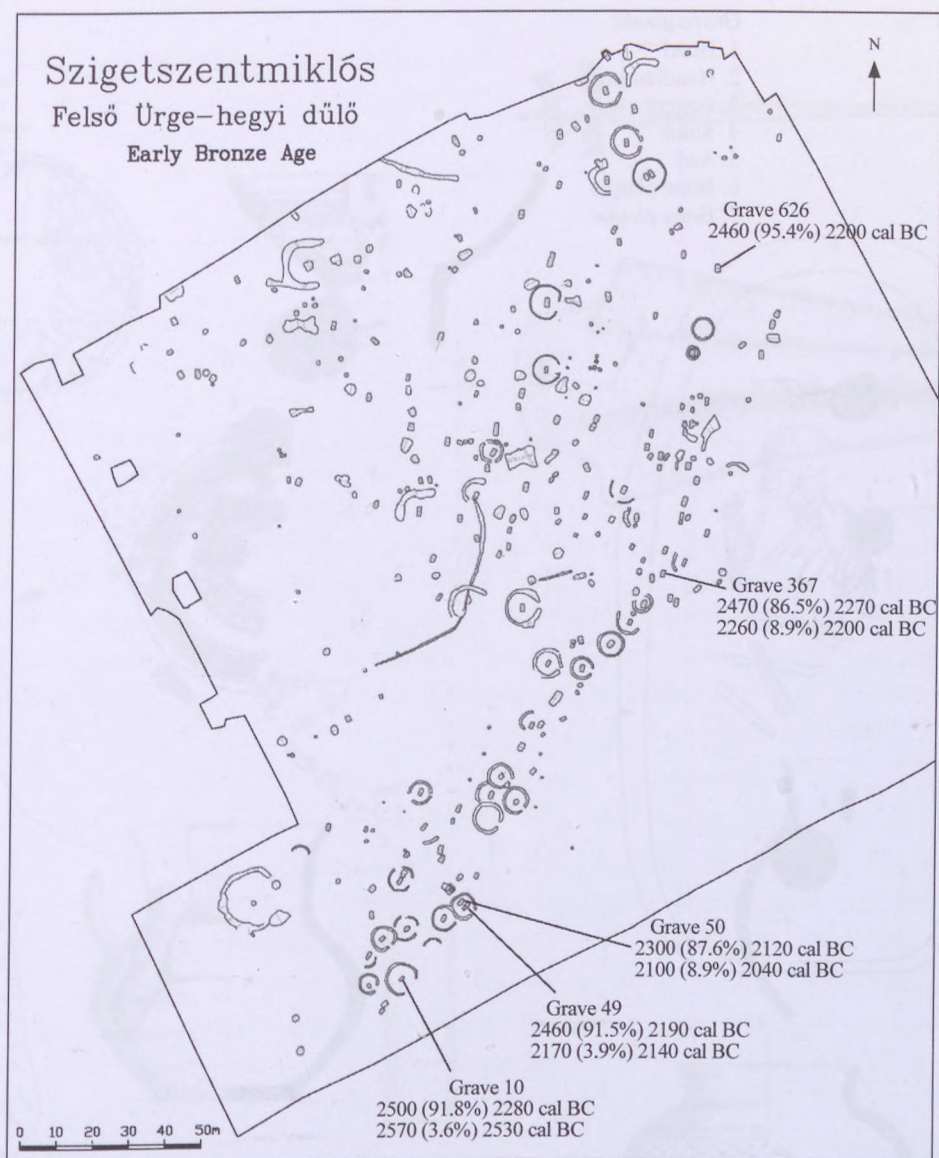 Szigetszentmiklós
Felső Ürge-hegyi dűlő
Early Bronze Age
N
Grave 626
2460 (95.4%) 2200 cal BC
Grave 367
2470 (86.5%) 2270 cal BC
2260 (8.9%) 2200 cal BC
Grave 50
2300 (87.6%) 2120 cal BC
2100 (8.9%) 2040 cal BC
Grave 49
2460 (91.5%) 2190 cal BC
2170 (3.9%) 2140 cal BC
Grave 10
2500 (91.8%) 2280 cal BC
2570 (3.6%) 2530 cal BC
0 10 20 30 40 50m